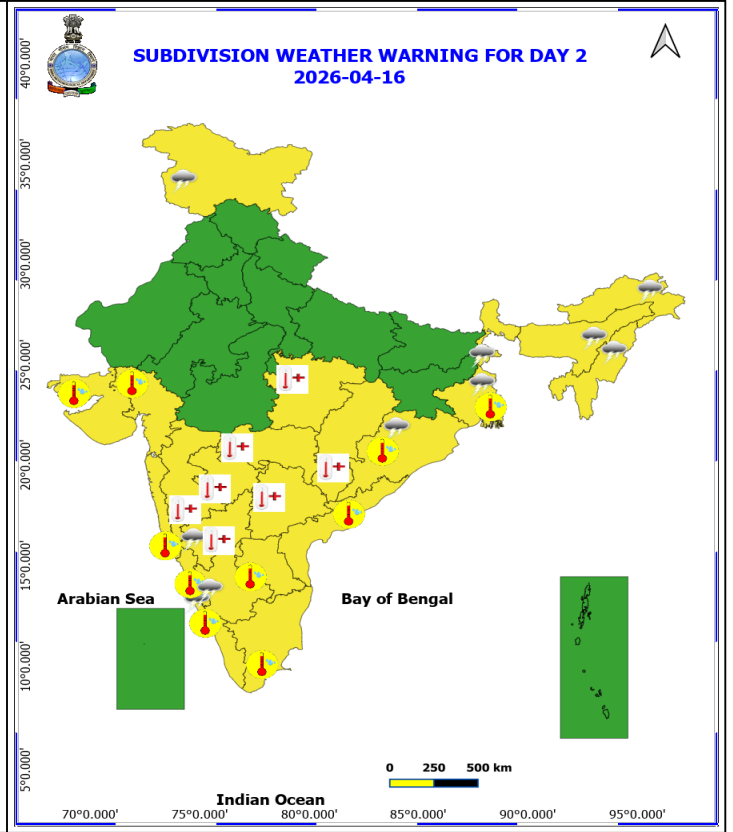 SUBDIVISION WEATHER WARNING FOR DAY 2
2026-04-16
40°0.000'
35°0.000'
30°0.000'
25°0.000'
20°0.000'
15°0.000'
10°0.000'
5°0.000'
Arabian Sea
Bay of Bengal
0 250 500 km
Indian Ocean
70°0.000' 75°0.000' 80°0.000' 85°0.000' 90°0.000' 95°0.000'